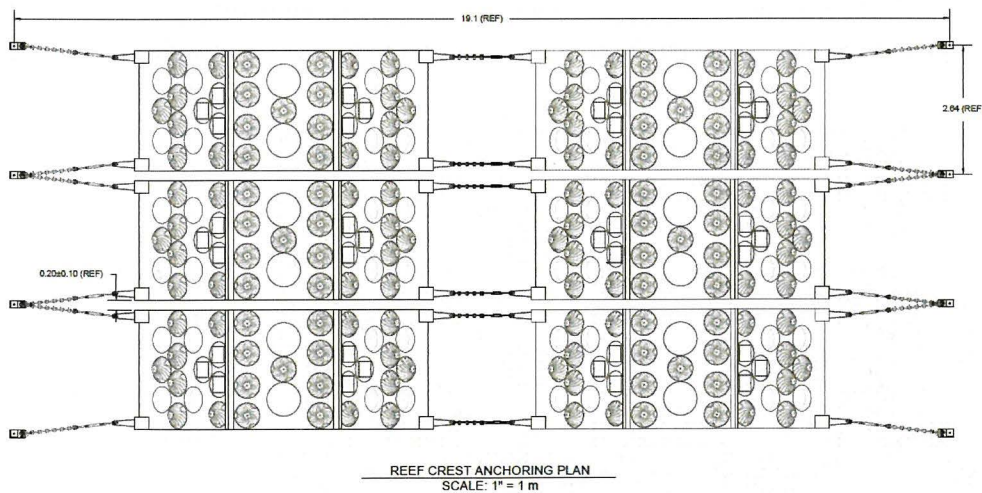 19.1 (REF)
2.64 (REF
0.20±0.10 (REF)
REEF CREST ANCHORING PLAN
SCALE: 1" = 1 m